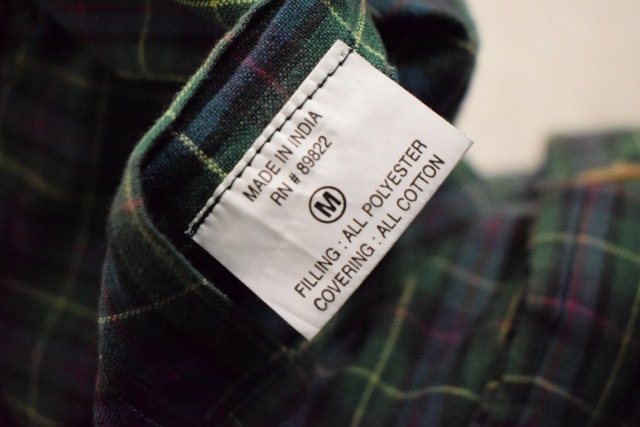 MADE IN INDIA
RN # 89822
M
FILLING : ALL POLYESTER
COVERING : ALL COTTON